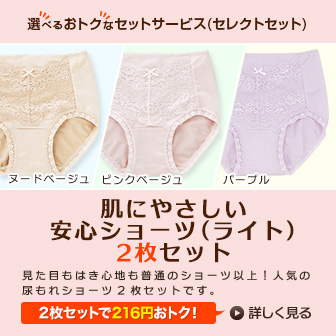 選べるおトクなセットサービス(セレクトセット)
ヌードベージュ ピンクベージュ パープル
肌にやさしい
安心ショーツ(ライト)
2枚セット
見た目もはき心地も普通のショーツ以上!人気の
尿もれショーツ2枚セットです。
2枚セットで216円おトク! 詳しく見る